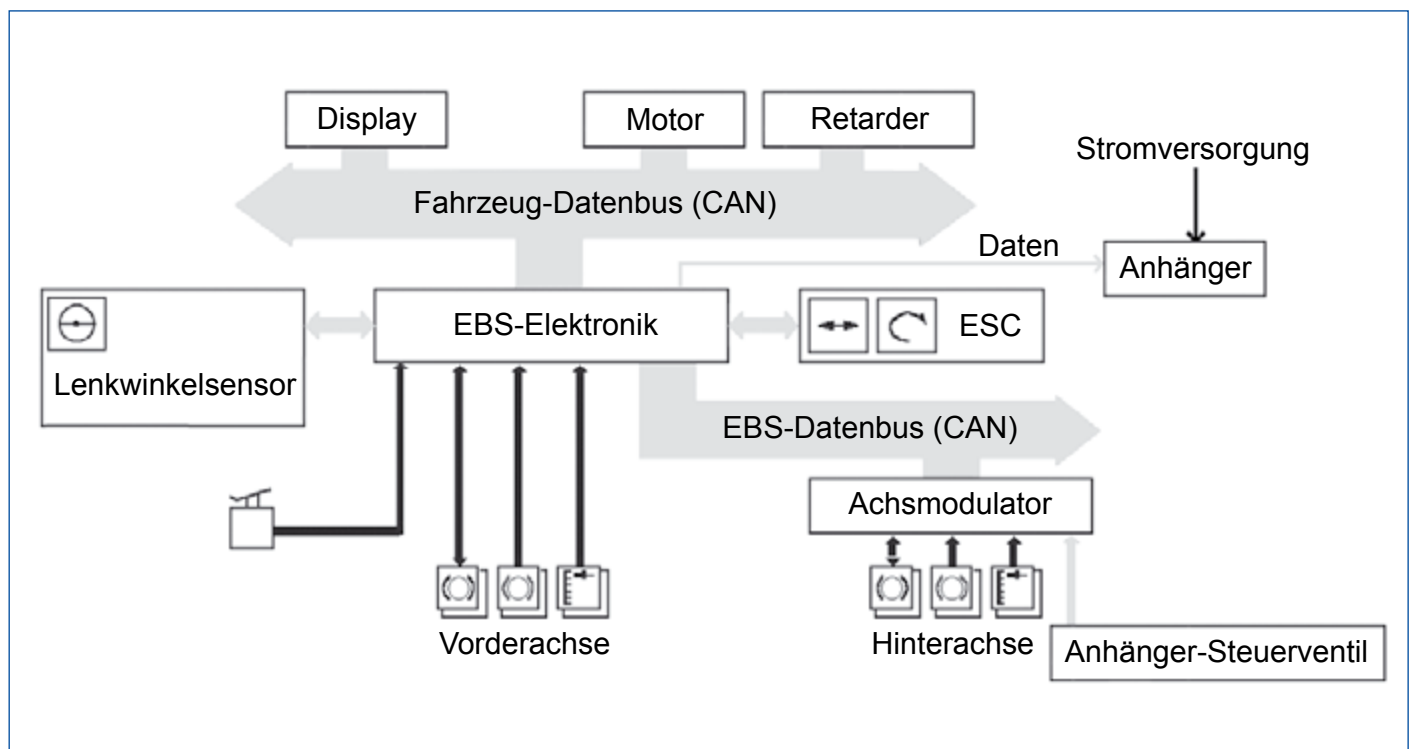 Display
Motor
Retarder
Stromversorgung
Fahrzeug-Datenbus (CAN)
Daten
Anhänger
EBS-Elektronik
ESC
Lenkwinkelsensor
EBS-Datenbus (CAN)
Achsmodulator
Vorderachse
Hinterachse
Anhänger-Steuerventil